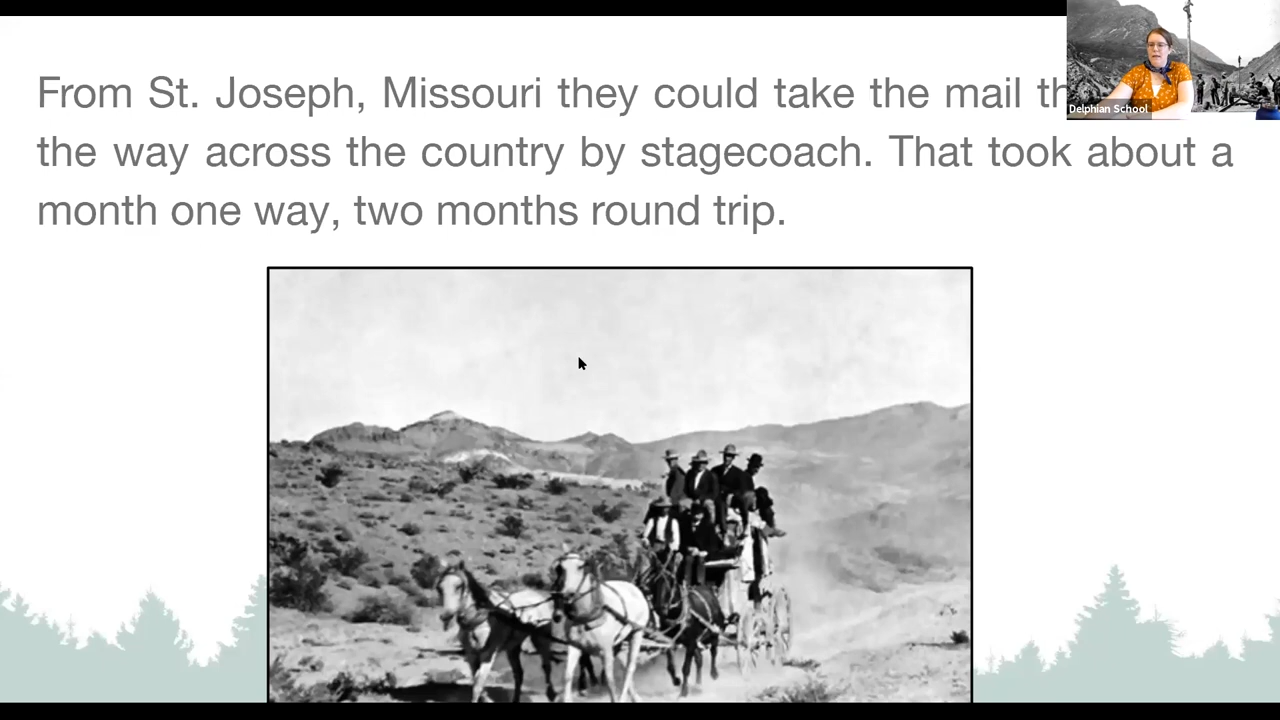 From St. Joseph, Missouri they could take the mail
the way across the country by stagecoach. That took about a
month one way, two months round trip.
Delphian School